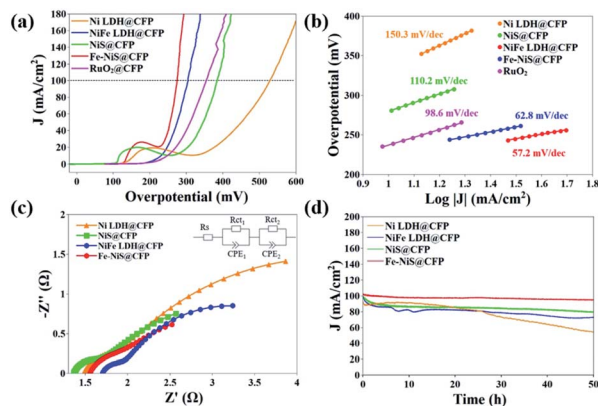 (a)
Ni LDH@CFP
NiFe LDH@CFP
NiS@CFP
Fe-NiS@CFP
RuO₂@CFP
J (mA/cm²)
180
160
140
120
100
80
60
40
20
0
0 100 200 300 400 500 600
Overpotential (mV)
(b)
Ni LDH@CFP
NiS@CFP
NiFe LDH@CFP
Fe-NiS@CFP
RuO₂
150.3 mV/dec
110.2 mV/dec
98.6 mV/dec
62.8 mV/dec
57.2 mV/dec
Overpotential (mV)
400
350
300
250
200
0.9 1.0 1.1 1.2 1.3 1.4 1.5 1.6 1.7 1.8
Log |J| (mA/cm²)
(c)
Ni LDH@CFP
NiS@CFP
NiFe LDH@CFP
Fe-NiS@CFP
Rs
Rct₁
Rct₂
CPE₁
CPE₂
-Z'' (Ω)
2
1.5
1
0.5
0
1.5 2 2.5 3 3.5 4
Z' (Ω)
(d)
Ni LDH@CFP
NiFe LDH@CFP
NiS@CFP
Fe-NiS@CFP
J (mA/cm²)
200
180
160
140
120
100
80
60
40
20
0
0 10 20 30 40 50
Time (h)